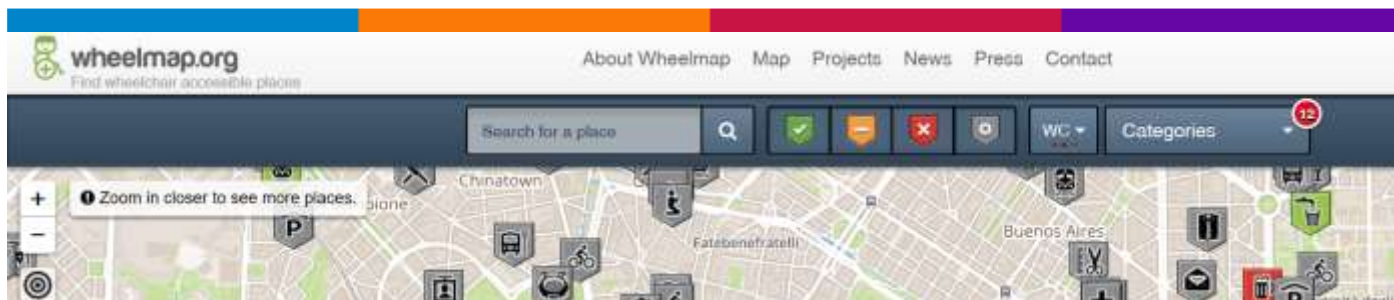 wheelmap.org
Find wheelchair accessible places
About Wheelmap Map Projects News Press Contact
Search for a place
WC
Categories
12
+
Zoom in closer to see more places.
−
Chinatown
P
Fatebenefratelli
Buenos Aires